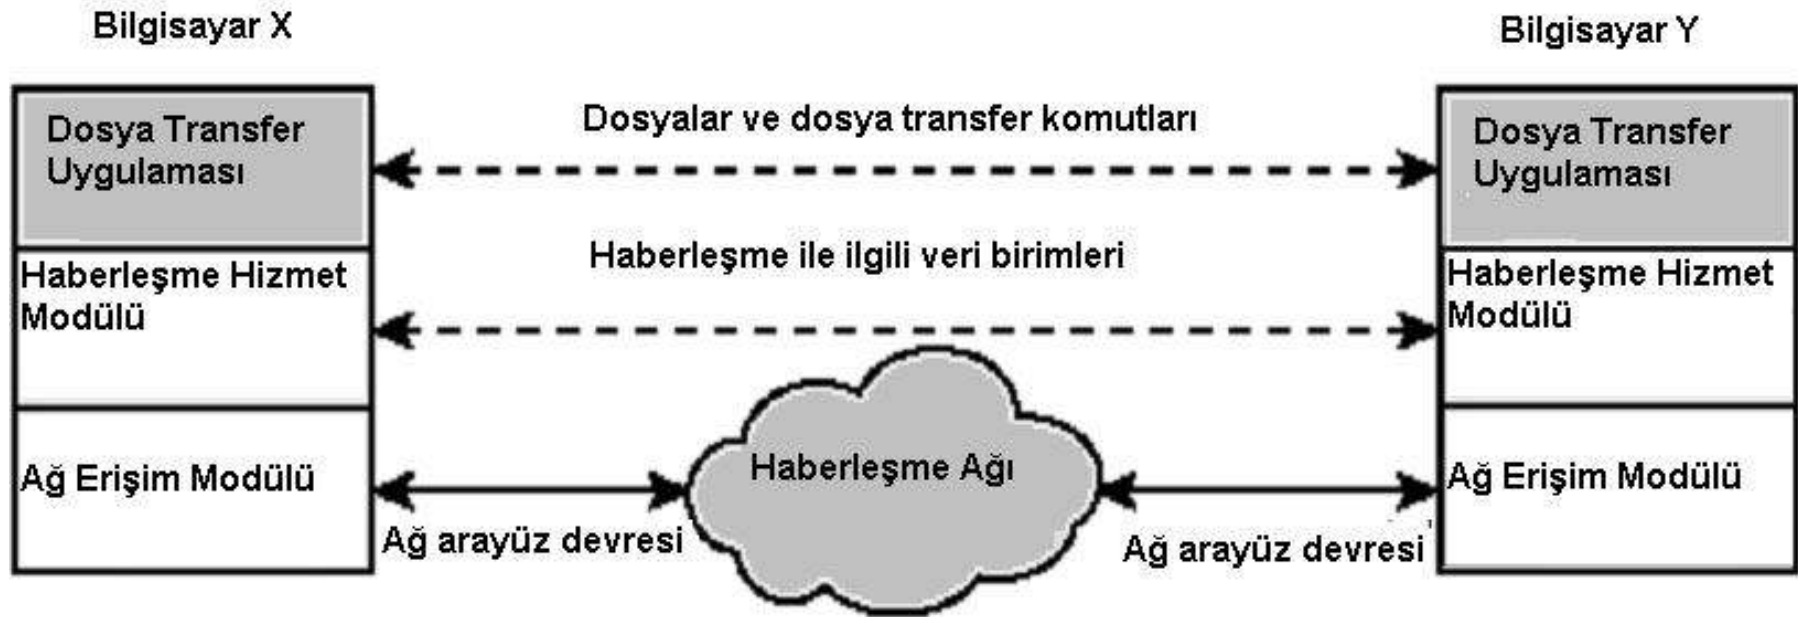 Bilgisayar X
Bilgisayar Y
Dosya Transfer
Uygulaması
Dosyalar ve dosya transfer komutları
Dosya Transfer
Uygulaması
Haberleşme Hizmet
Modülü
Haberleşme ile ilgili veri birimleri
Haberleşme Hizmet
Modülü
Ağ Erişim Modülü
Haberleşme Ağı
Ağ Erişim Modülü
Ağ arayüz devresi
Ağ arayüz devresi